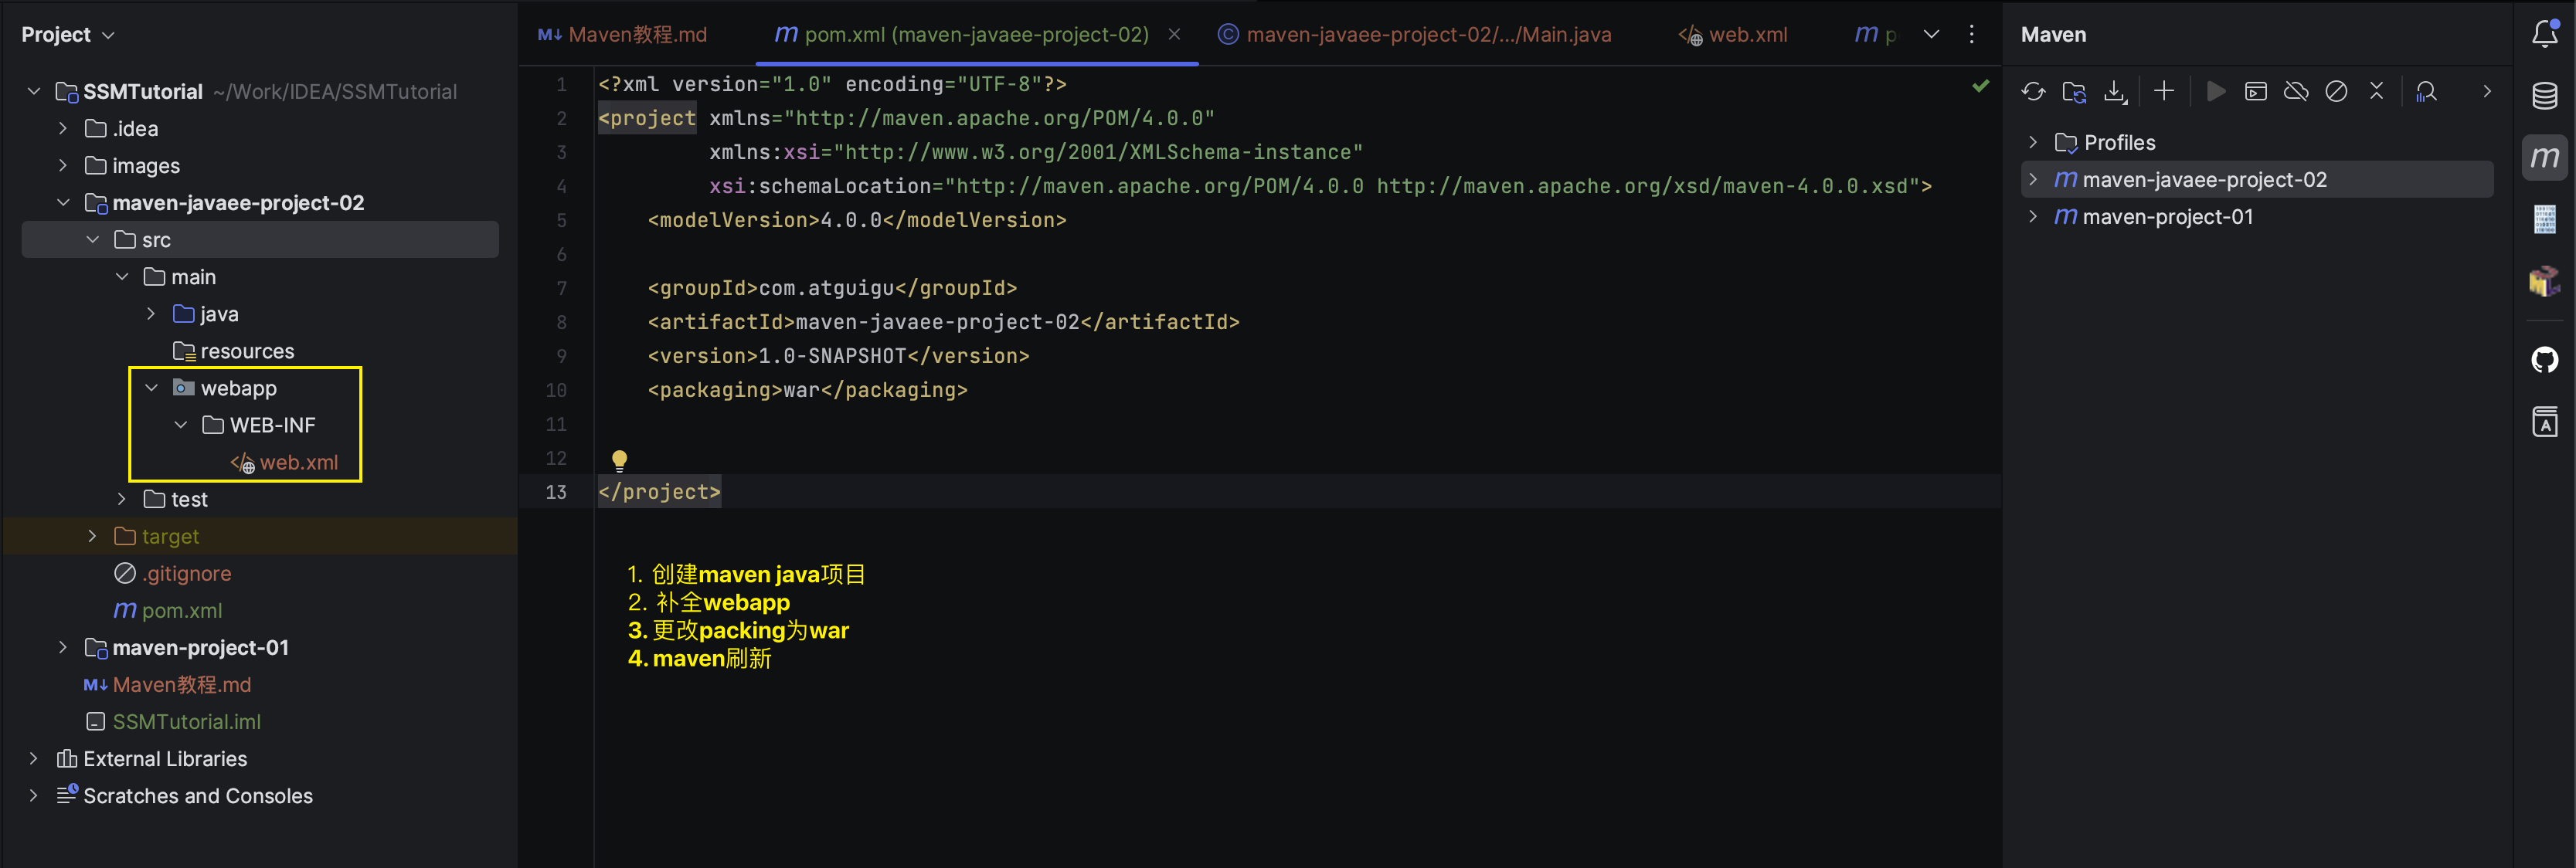 Project
SSMTutorial ~/Work/IDEA/SSMTutorial
.idea
images
maven-javaee-project-02
src
main
java
resources
webapp
WEB-INF
web.xml
test
target
.gitignore
pom.xml
maven-project-01
M↓ Maven教程.md
SSMTutorial.iml
External Libraries
Scratches and Consoles
M↓ Maven教程.md
m pom.xml (maven-javaee-project-02)
© maven-javaee-project-02/.../Main.java
web.xml
m p
1 <?xml version="1.0" encoding="UTF-8"?>
2 <project xmlns="http://maven.apache.org/POM/4.0.0"
3 xmlns:xsi="http://www.w3.org/2001/XMLSchema-instance"
4 xsi:schemaLocation="http://maven.apache.org/POM/4.0.0 http://maven.apache.org/xsd/maven-4.0.0.xsd">
5 <modelVersion>4.0.0</modelVersion>
6
7 <groupId>com.atguigu</groupId>
8 <artifactId>maven-javaee-project-02</artifactId>
9 <version>1.0-SNAPSHOT</version>
10 <packaging>war</packaging>
11
12
13 </project>
1. 创建maven java项目
2. 补全webapp
3. 更改packing为war
4. maven刷新
Maven
Profiles
m maven-javaee-project-02
m maven-project-01